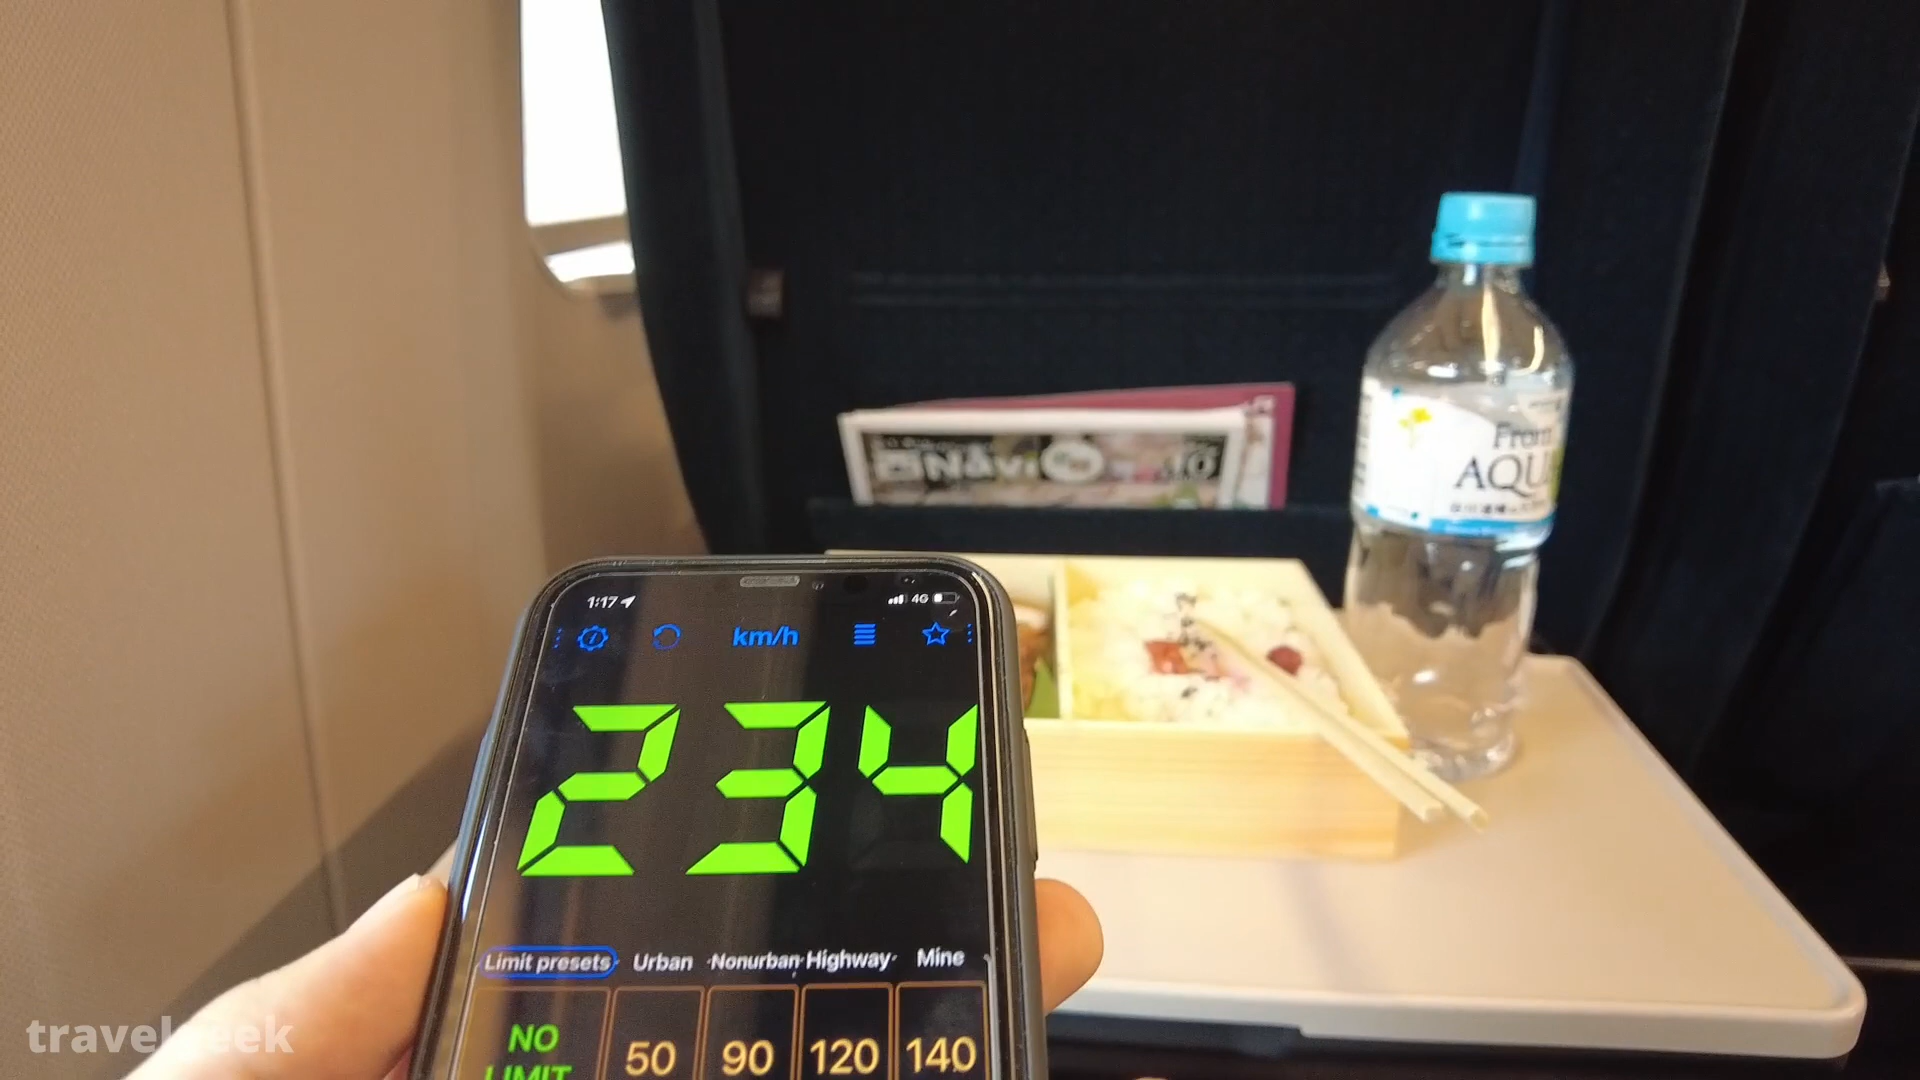 Navi
From
AQU
1:17
4G
km/h
234
Limit presets Urban Nonurban Highway Mine
NO LIMIT 50 90 120 140
travelgeek